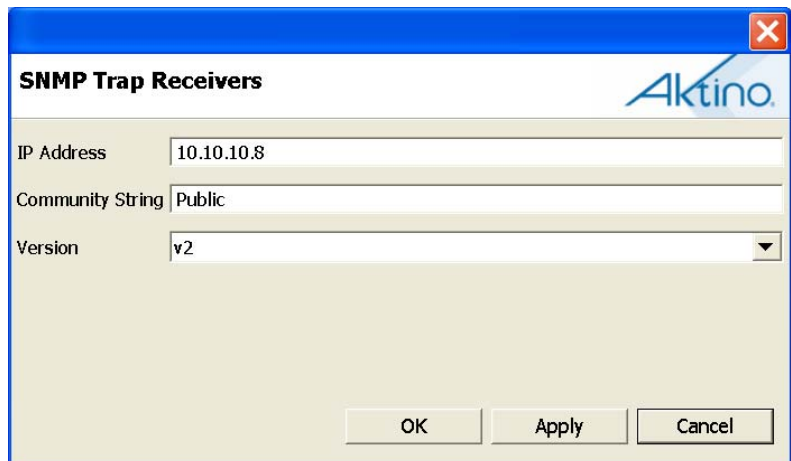 SNMP Trap Receivers
Aktino.
IP Address 10.10.10.8
Community String Public
Version v2
OK Apply Cancel